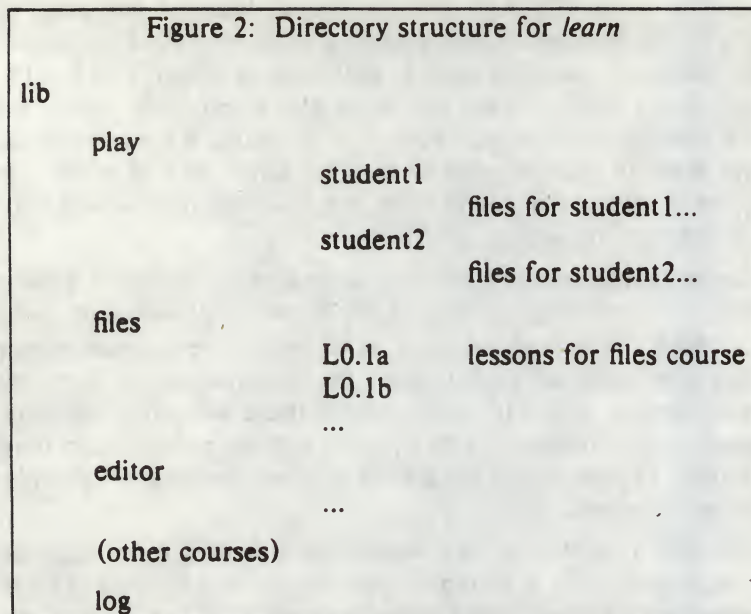 Figure 2: Directory structure for learn
lib
play
student1
files for student1...
student2
files for student2...
files
L0.1a lessons for files course
L0.1b
...
editor
...
(other courses)
log